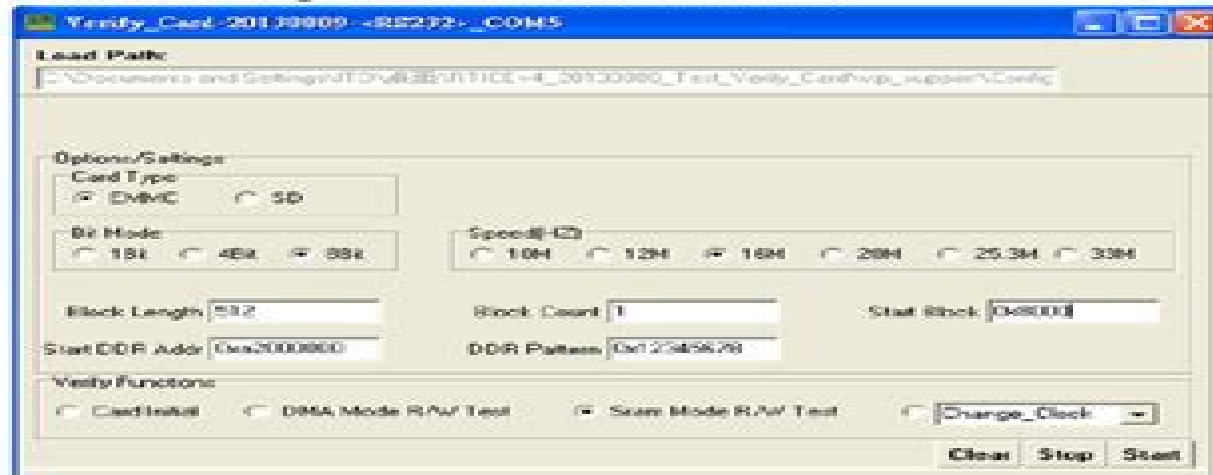 Verify_Card-20130809-<RS232>_COM5
Load Path:
Options/Settings
Card Type
EMMC SD
Bit Mode
1Bit 4Bit 8Bit
Speed(HZ)
10M 12M 16M 20M 25.3M 33M
Block Length 512
Block Count 1
Start Block 0x8000
Start DDR Addr 0xa2000000
DDR Pattern 0x12345678
Verify Functions
Card Initial DMA Mode R/W Test Mode R/W Test Change_Clock
Clear Stop Start